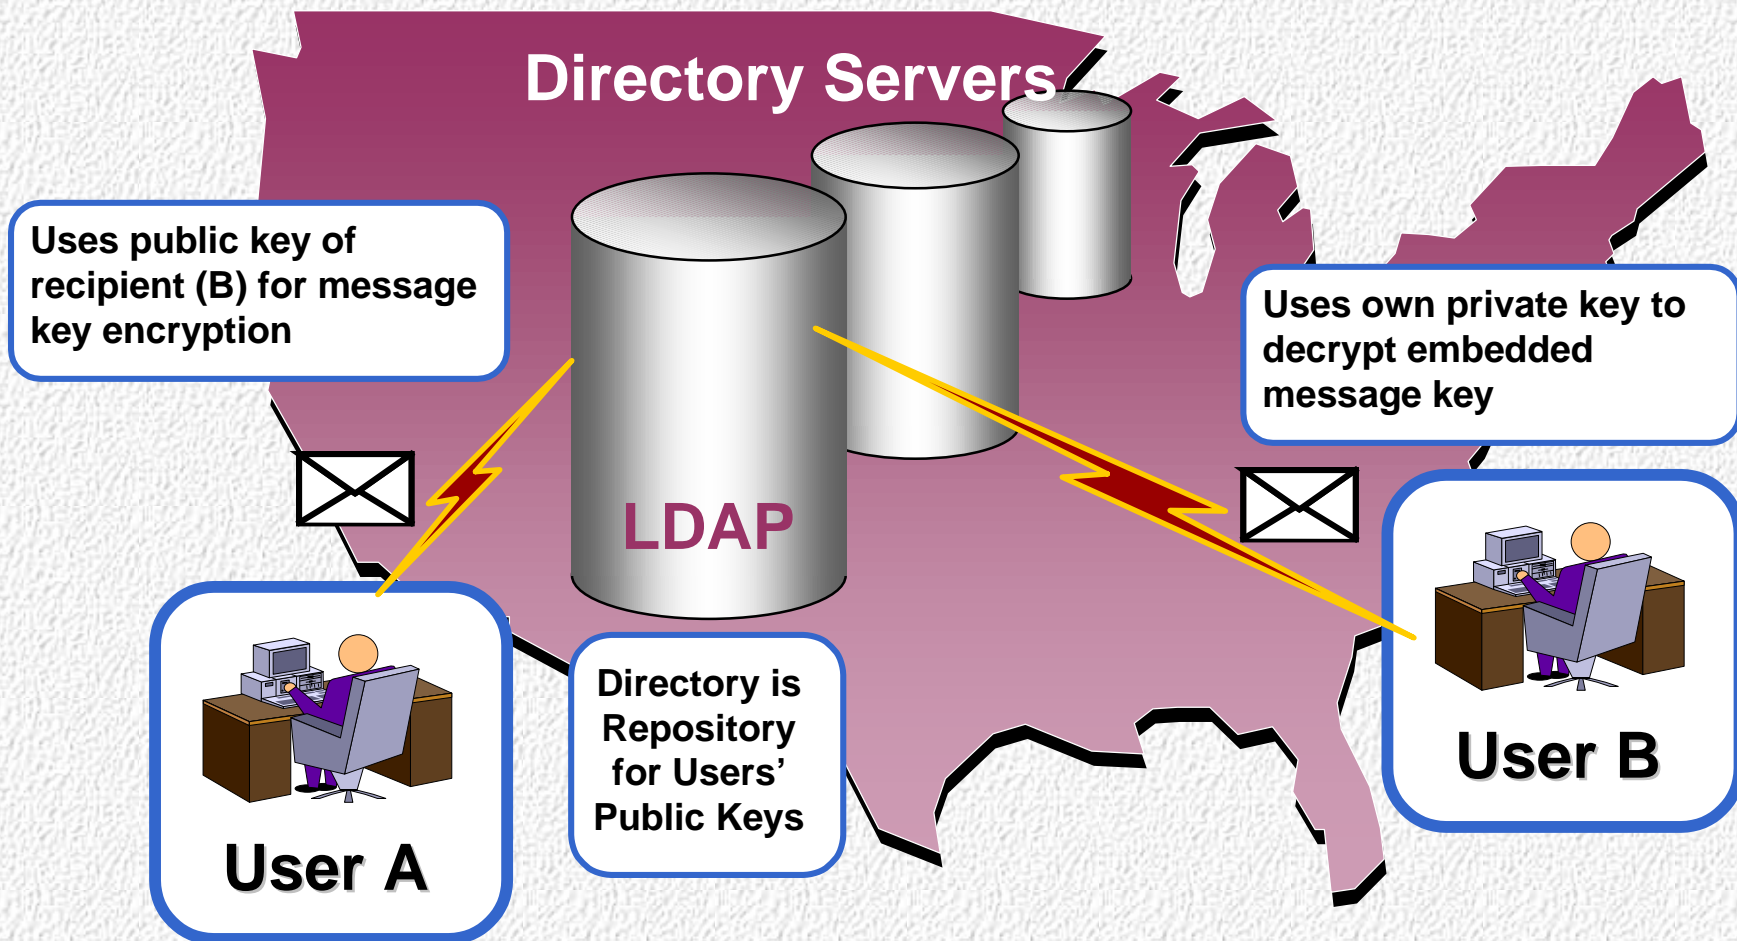 Directory Servers
Uses public key of
recipient (B) for message
key encryption
Uses own private key to
decrypt embedded
message key
LDAP
Directory is
Repository
for Users’
Public Keys
User A
User B